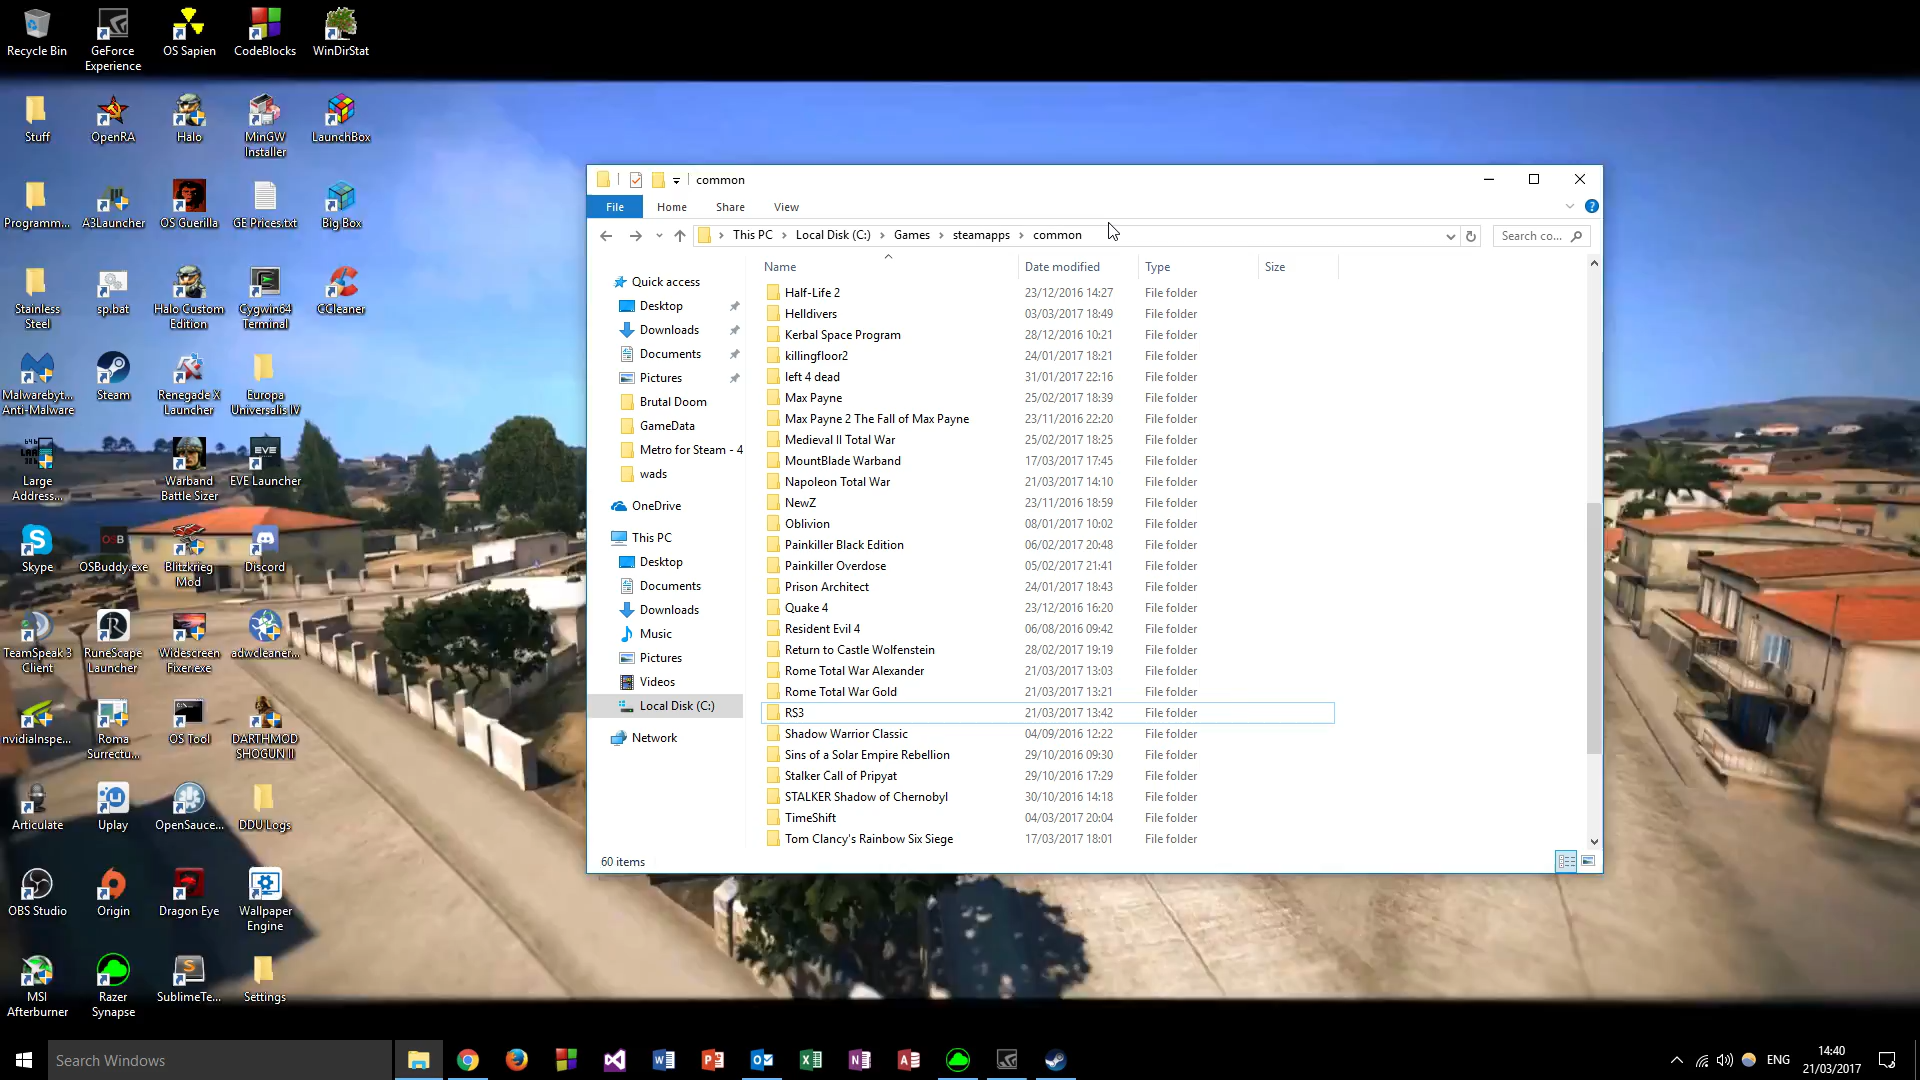 Recycle Bin
GeForce
Experience
OS Sapien
CodeBlocks
WinDirStat
Stuff
OpenRA
Halo
MinGW
Installer
LaunchBox
Programm...
A3Launcher
OS Guerilla
GE Prices.txt
Big Box
Stainless
Steel
sp.bat
Halo Custom
Edition
Cygwin64
Terminal
CCleaner
Malwarebyt...
Anti-Malware
Steam
Renegade X
Launcher
Europa
Universalis IV
Large
Address...
Warband
Battle Sizer
EVE
EVE Launcher
Skype
OSB
OSBuddy.exe
Blitzkrieg
Mod
Discord
TeamSpeak 3
Client
RuneScape
Launcher
Widescreen
Fixer.exe
adwcleaner...
nvidiaInspe...
Roma
Surrectu...
OS Tool
DARTHMOD
SHOGUN II
Articulate
Uplay
OpenSauce...
DDU Logs
OBS Studio
Origin
Dragon Eye
Wallpaper
Engine
MSI
Afterburner
Razer
Synapse
SublimeTe...
Settings
common
File Home Share View
This PC Local Disk (C:) Games steamapps common
Search co...
Quick access
Desktop
Downloads
Documents
Pictures
Brutal Doom
GameData
Metro for Steam - 4
wads
OneDrive
This PC
Desktop
Documents
Downloads
Music
Pictures
Videos
Local Disk (C:)
Network
Name Date modified Type Size
Half-Life 2 23/12/2016 14:27 File folder
Helldivers 03/03/2017 18:49 File folder
Kerbal Space Program 28/12/2016 10:21 File folder
killingfloor2 24/01/2017 18:21 File folder
left 4 dead 31/01/2017 22:16 File folder
Max Payne 25/02/2017 18:39 File folder
Max Payne 2 The Fall of Max Payne 23/11/2016 22:20 File folder
Medieval II Total War 25/02/2017 18:25 File folder
MountBlade Warband 17/03/2017 17:45 File folder
Napoleon Total War 21/03/2017 14:10 File folder
NewZ 23/11/2016 18:59 File folder
Oblivion 08/01/2017 10:02 File folder
Painkiller Black Edition 06/02/2017 20:48 File folder
Painkiller Overdose 05/02/2017 21:41 File folder
Prison Architect 24/01/2017 18:43 File folder
Quake 4 23/12/2016 16:20 File folder
Resident Evil 4 06/08/2016 09:42 File folder
Return to Castle Wolfenstein 28/02/2017 19:19 File folder
Rome Total War Alexander 21/03/2017 13:03 File folder
Rome Total War Gold 21/03/2017 13:21 File folder
RS3 21/03/2017 13:42 File folder
Shadow Warrior Classic 04/09/2016 12:22 File folder
Sins of a Solar Empire Rebellion 29/10/2016 09:30 File folder
Stalker Call of Pripyat 29/10/2016 17:29 File folder
STALKER Shadow of Chernobyl 30/10/2016 14:18 File folder
TimeShift 04/03/2017 20:04 File folder
Tom Clancy's Rainbow Six Siege 17/03/2017 18:01 File folder
60 items
Search Windows
ENG
14:40
21/03/2017